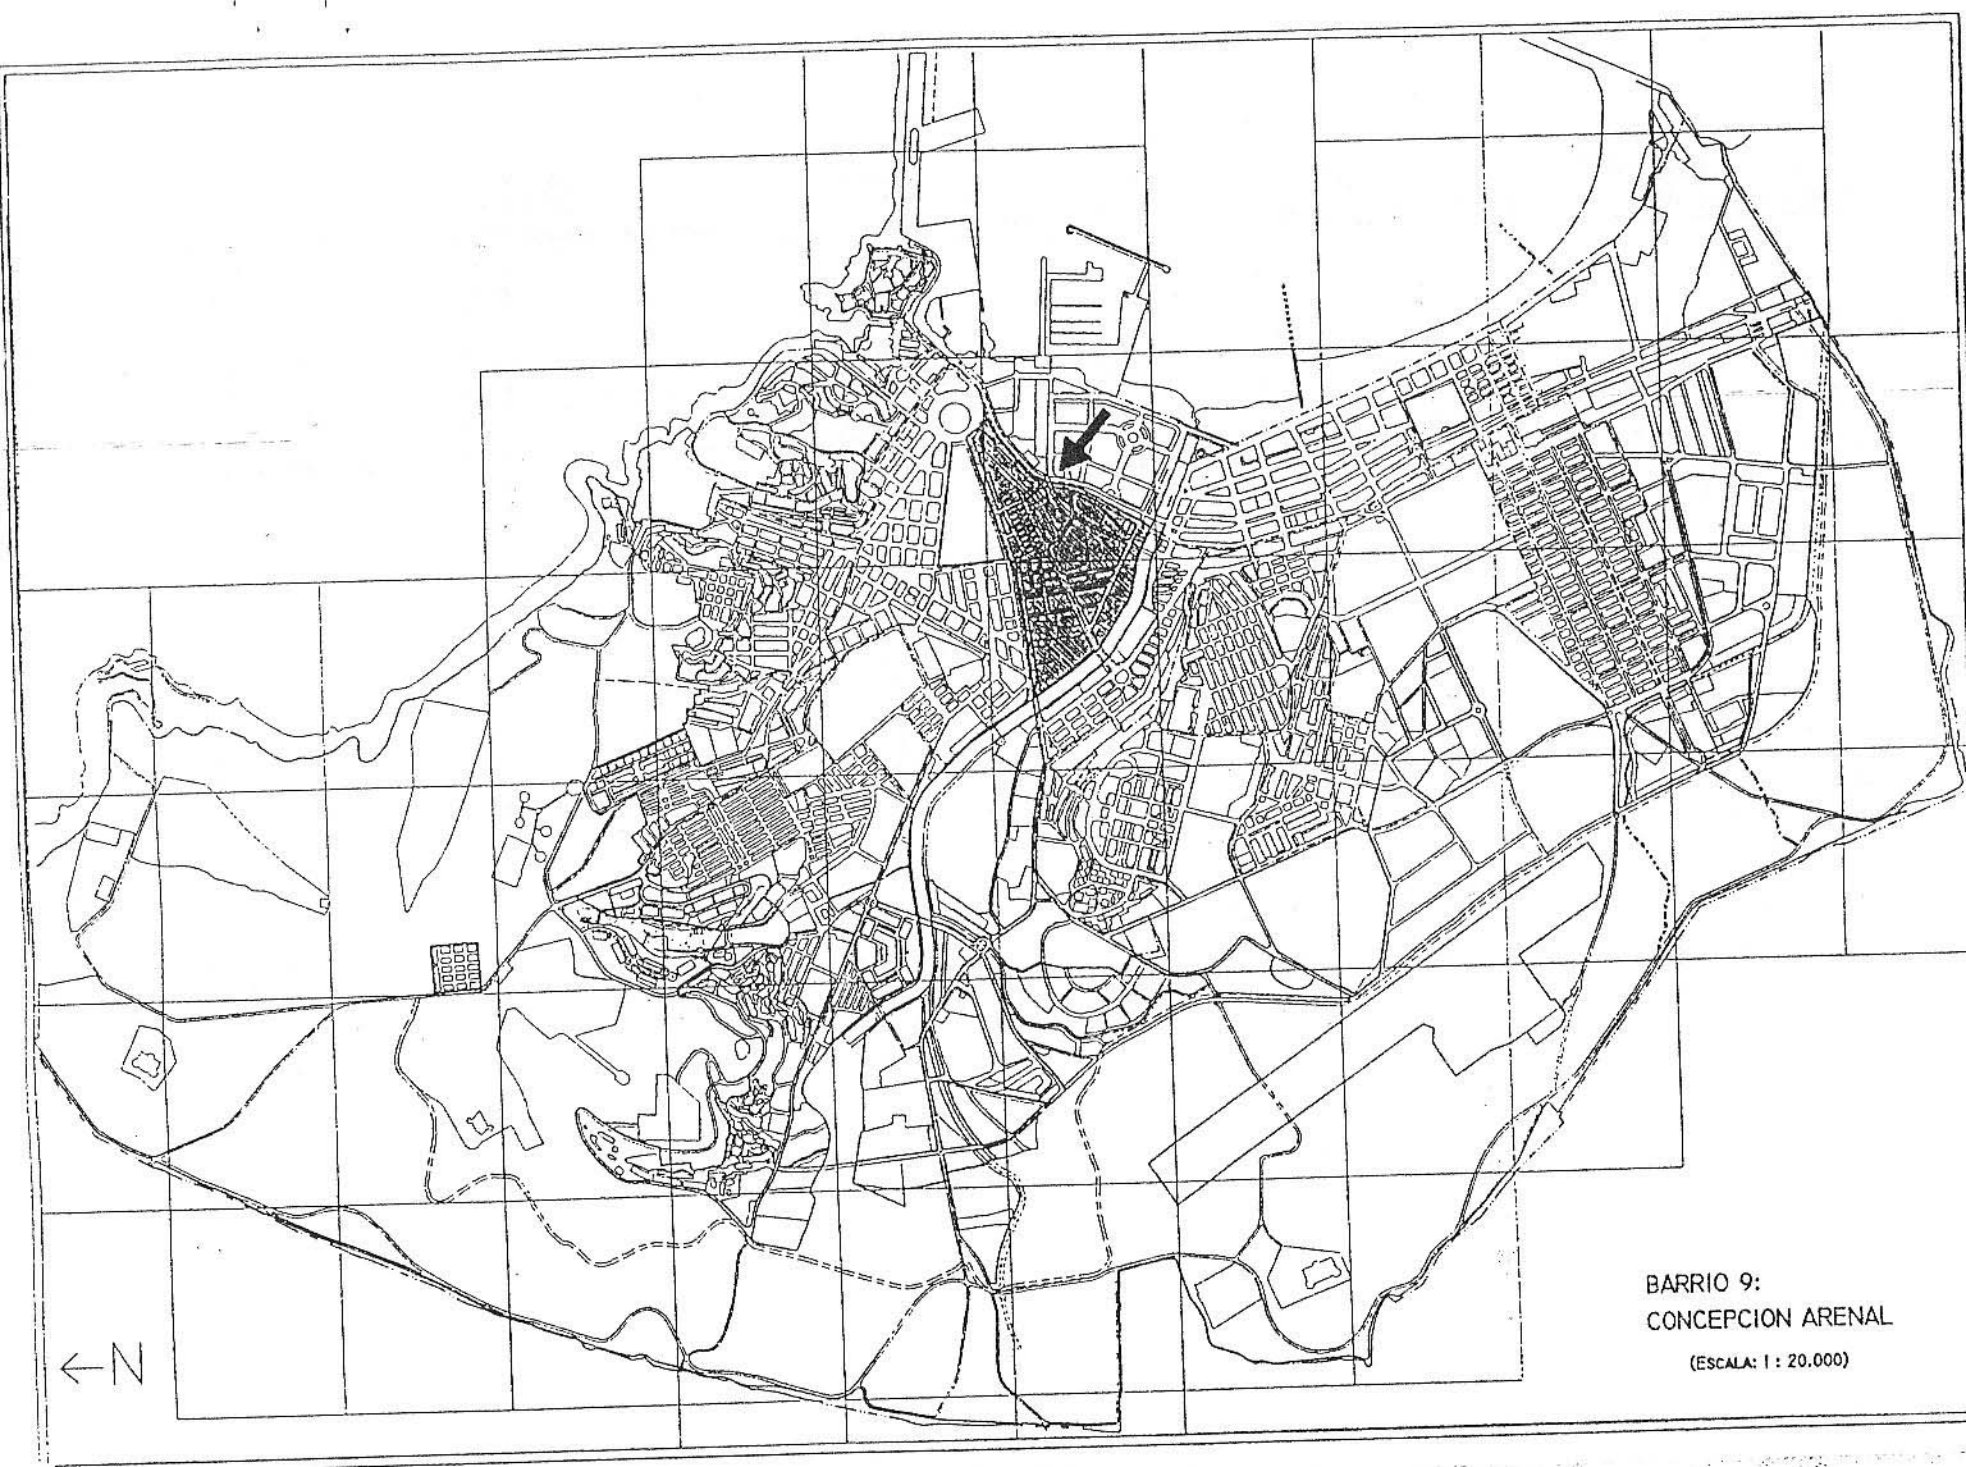 BARRIO 9:
CONCEPCION ARENAL
(ESCALA: 1 : 20.000)
←N